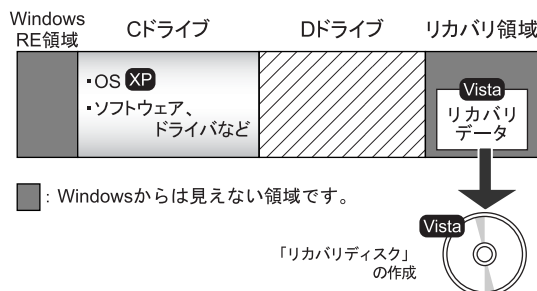 Windows
RE領域
Cドライブ
Dドライブ
リカバリ領域
・OS XP
・ソフトウェア、
ドライバなど
Vista
リカバリ
データ
: Windowsからは見えない領域です。
Vista
「リカバリディスク」
の作成